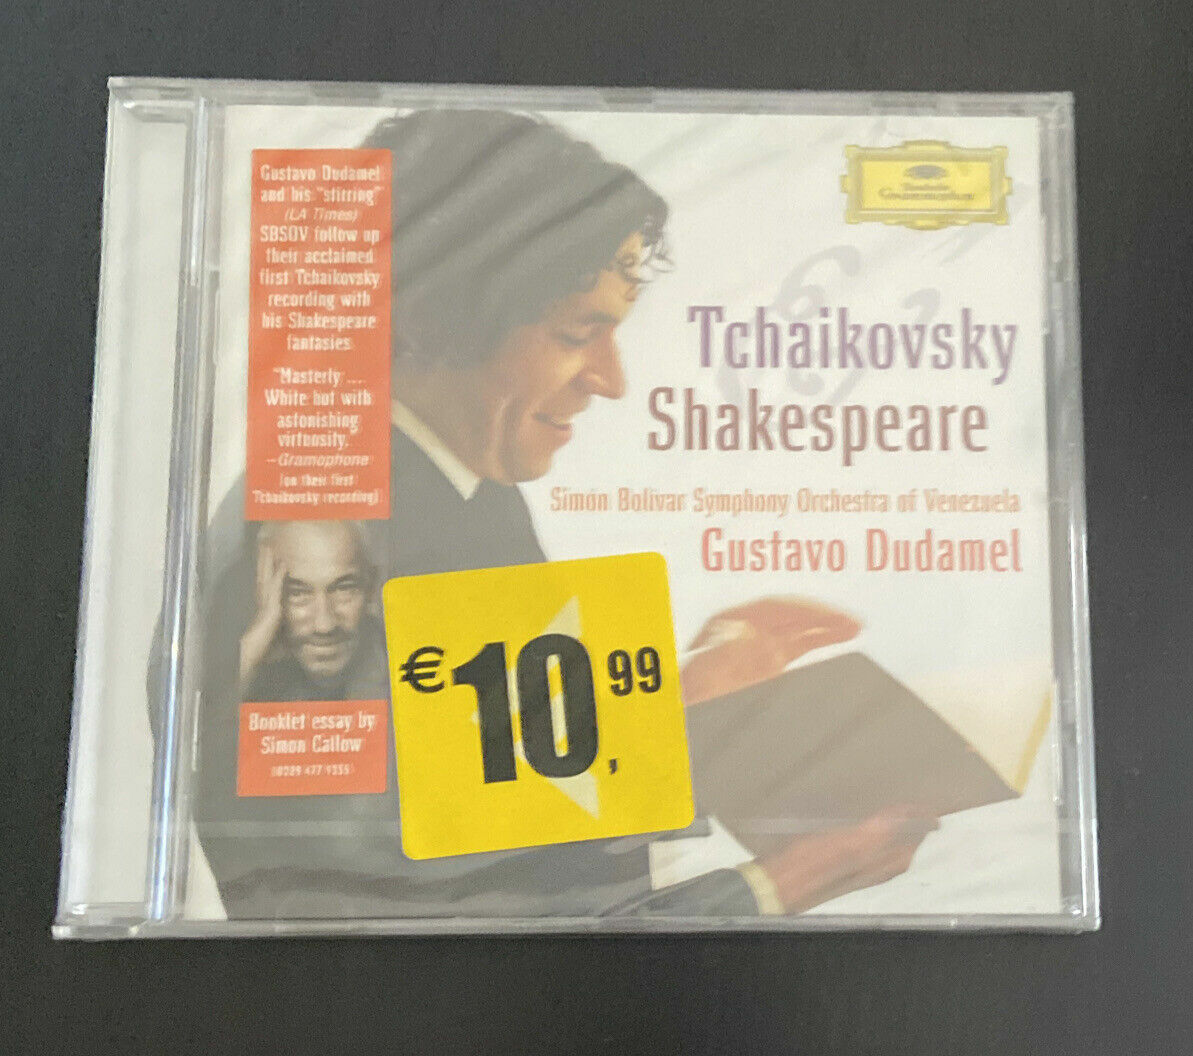 Gustavo Dudamel
and his "stirring"
(LA Times)
SBSOV follow up
their acclaimed
first Tchaikovsky
recording with
his Shakespeare
fantasies
"Masterly ...
White hot with
astonishing
virtuosity."
–Gramophone
(on their first
Tchaikovsky recording)
Booklet essay by
Simon Callow
Deutsche
Grammophon
Tchaikovsky
Shakespeare
Simón Bolívar Symphony Orchestra of Venezuela
Gustavo Dudamel
€10,99